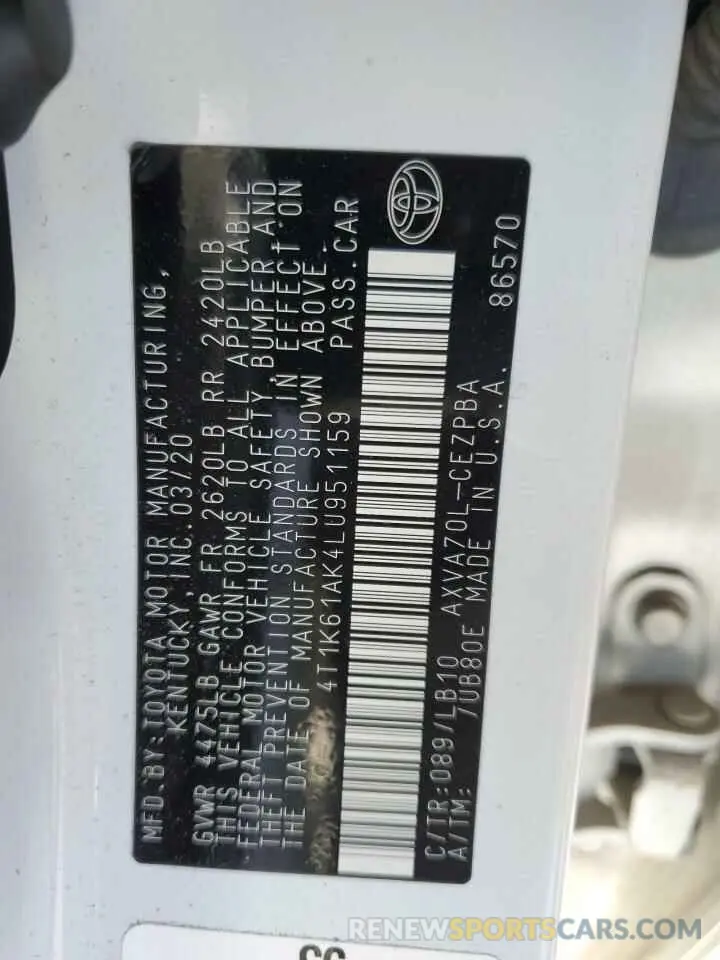 MFD.BY:TOYOTA MOTOR MANUFACTURING,
KENTUCKY,INC.03/20
GVWR 4475LB GAWR FR 2620LB RR 2420LB
THIS VEHICLE CONFORMS TO ALL APPLICABLE
FEDERAL MOTOR VEHICLE SAFETY BUMPER AND
THEFT PREVENTION STANDARDS IN EFFECT ON
THE DATE OF MANUFACTURE SHOWN ABOVE.
4T1K61AK4LU951159 PASS.CAR
C/TR:089/LB10 AXVA70L-CEZPBA
A/TM: /UB80E MADE IN U.S.A. 86570
RENEWSPORTSCARS.COM